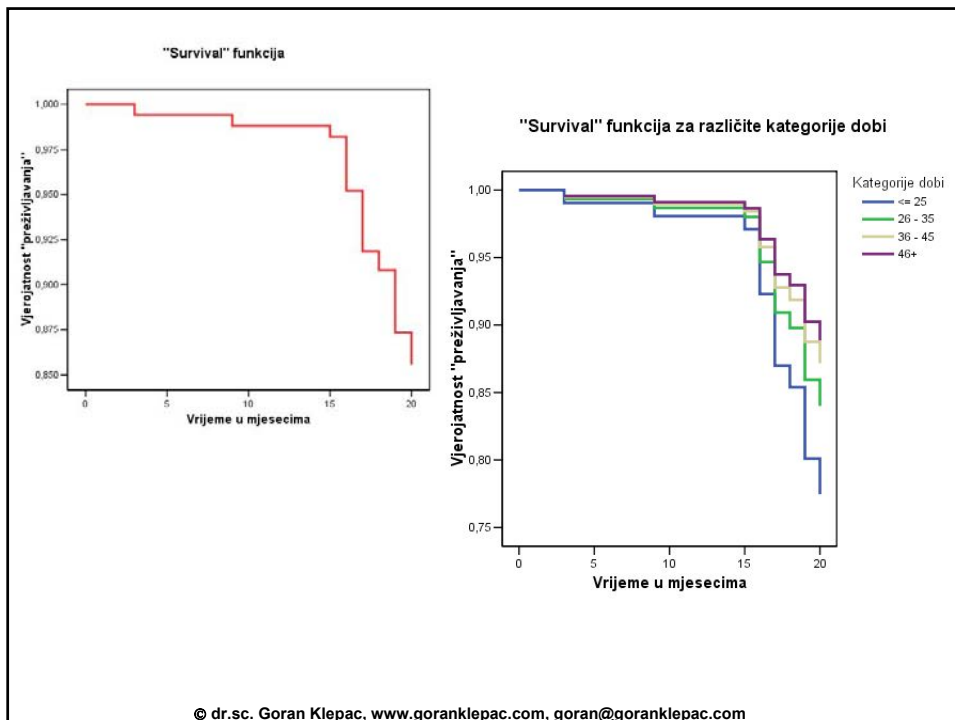 "Survival" funkcija
1,000
0,975
0,950
0,925
0,900
0,875
0,850
Vjerojatnost "preživljavanja"
0 5 10 15 20
Vrijeme u mjesecima
"Survival" funkcija za različite kategorije dobi
1,00
0,95
0,90
0,85
0,80
0,75
Vjerojatnost "preživljavanja"
0 5 10 15 20
Vrijeme u mjesecima
Kategorije dobi
<= 25
26 - 35
36 - 45
46+
© dr.sc. Goran Klepac, www.goranklepac.com, goran@goranklepac.com